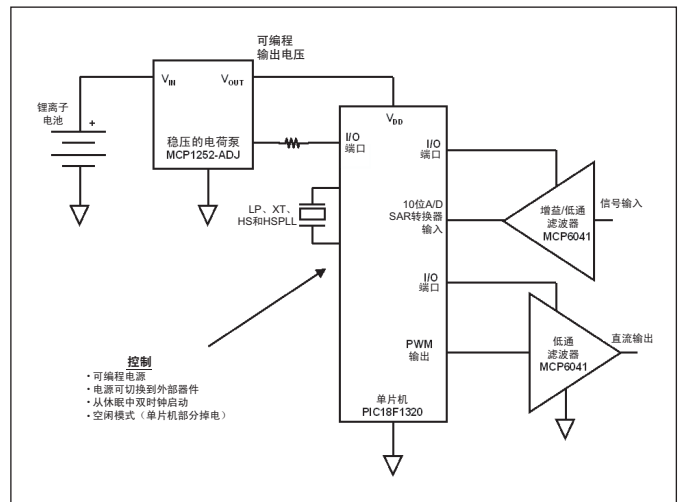 可编程
输出电压
VIN
VOUT
锂离子
电池
+
稳压的电荷泵
MCP1252-ADJ
VDD
I/O
端口
I/O
端口
LP、XT、
HS和HSPLL
10位A/D
SAR转换器
输入
增益/低通
滤波器
MCP6041
信号输入
I/O
端口
PWM
输出
低通
滤波器
MCP6041
直流输出
控制
• 可编程电源
• 电源可切换到外部器件
• 从休眠中双时钟启动
• 空闲模式（单片机部分掉电）
单片机
PIC18F1320